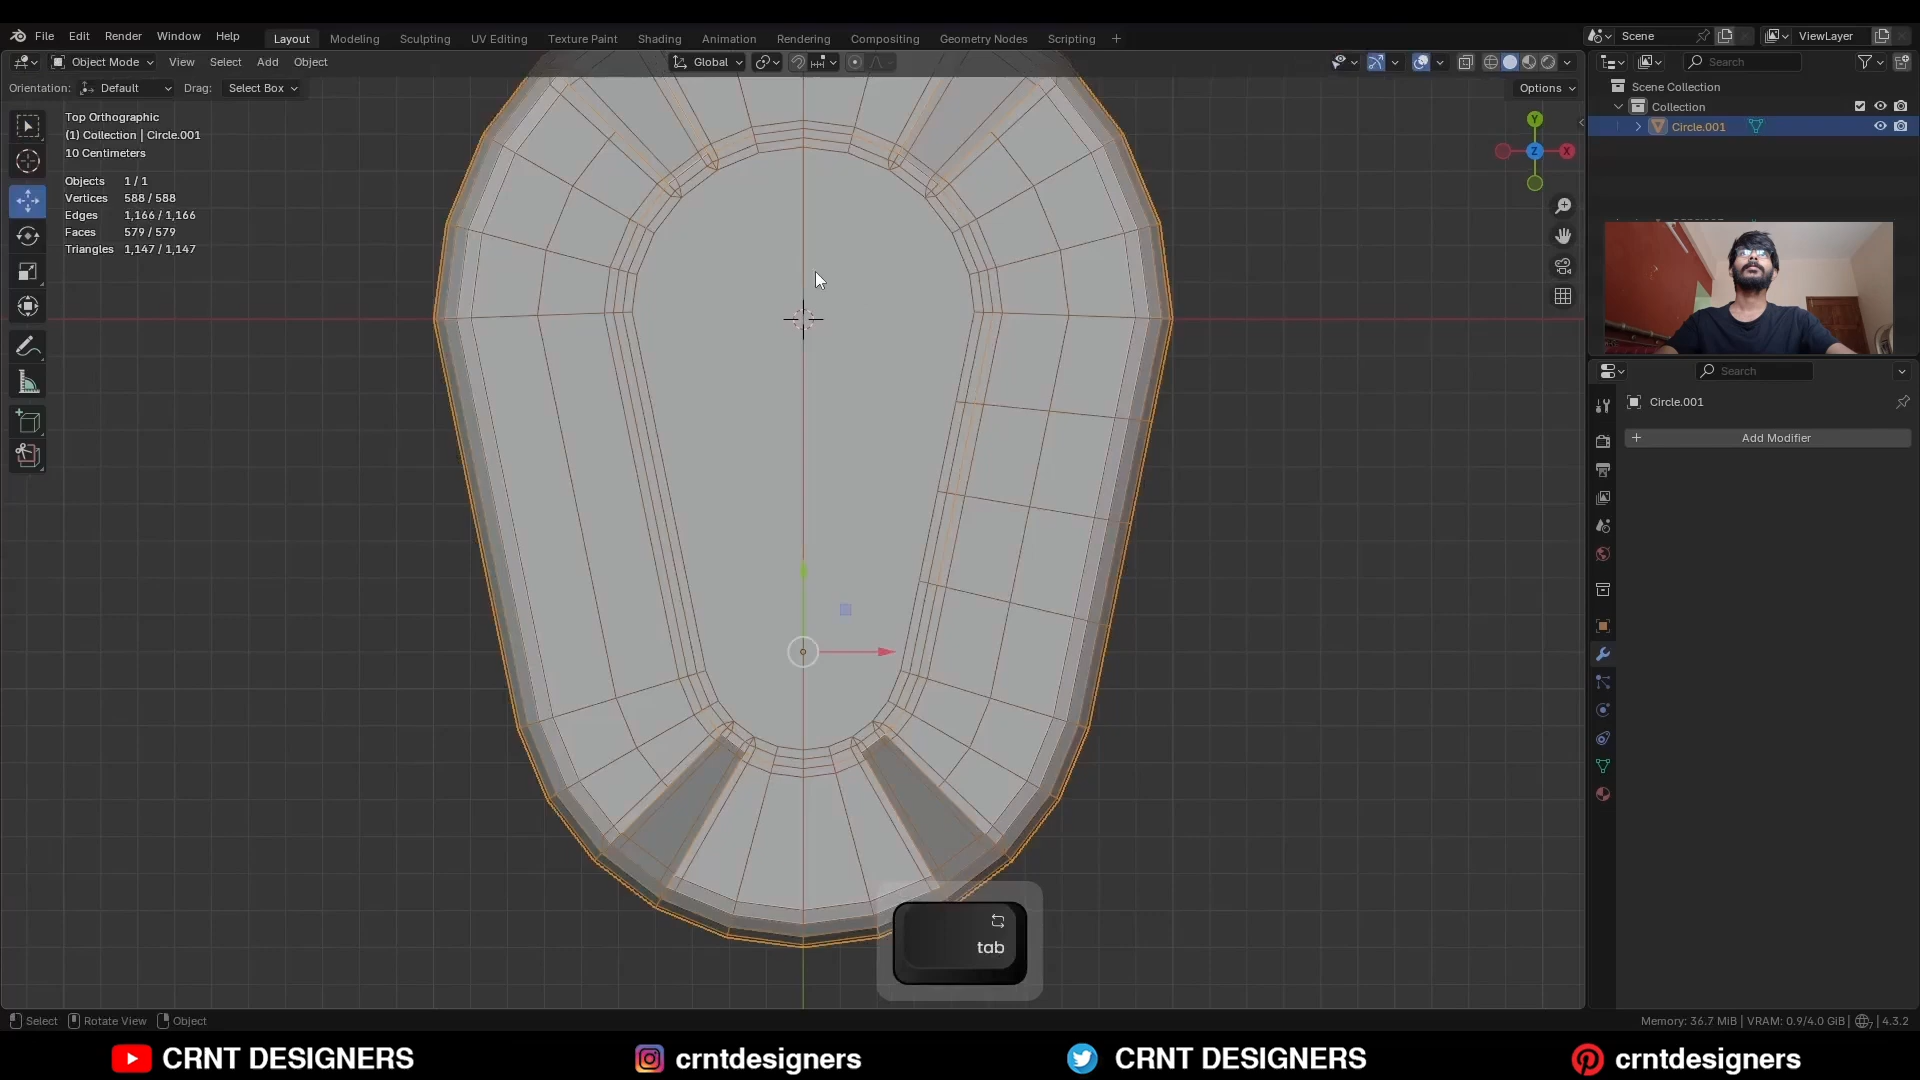 File Edit Render Window Help Layout Modeling Sculpting UV Editing Texture Paint Shading Animation Rendering Compositing Geometry Nodes Scripting + Scene ViewLayer
Object Mode View Select Add Object Global Search
Orientation: Default Drag: Select Box Options
Scene Collection
Collection
Circle.001
Top Orthographic
(1) Collection | Circle.001
10 Centimeters
Objects 1 / 1
Vertices 588 / 588
Edges 1,166 / 1,166
Faces 579 / 579
Triangles 1,147 / 1,147
Y
Z
X
Search
Circle.001
+ Add Modifier
tab
Select Rotate View Object Memory: 36.7 MiB | VRAM: 0.9/4.0 GiB | 7 | 4.3.2
CRNT DESIGNERS crntdesigners CRNT DESIGNERS crntdesigners